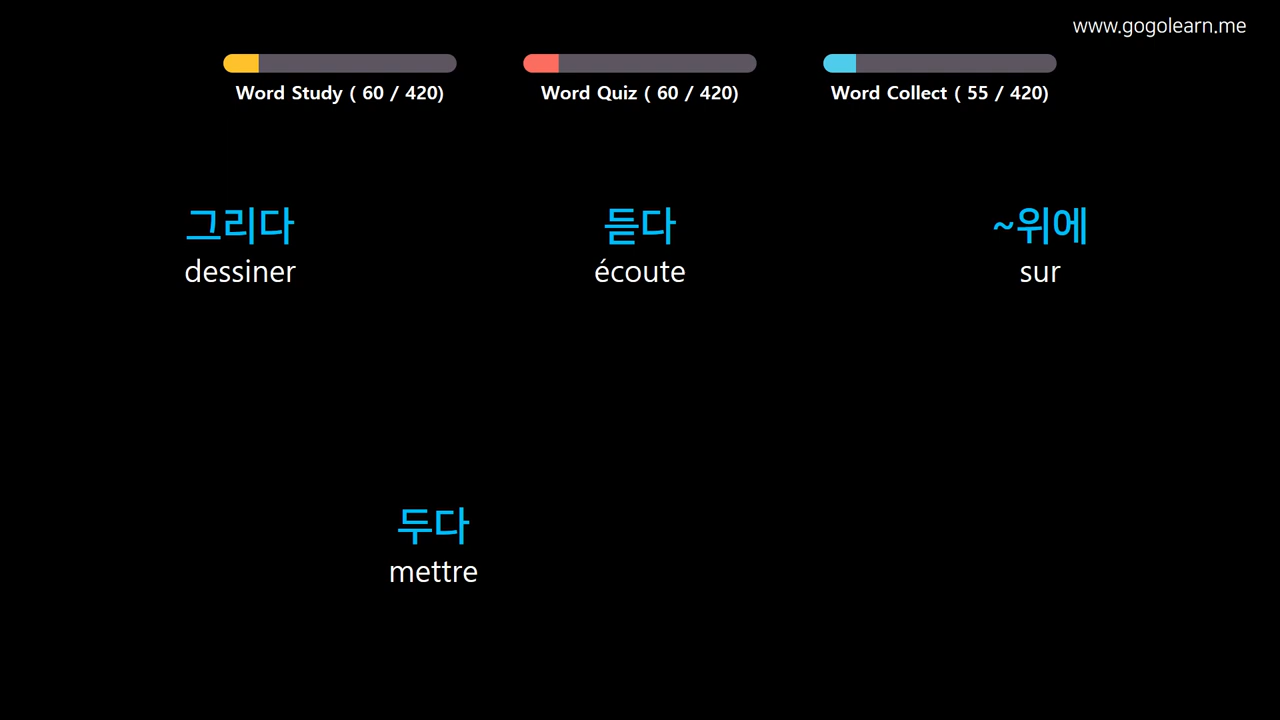 www.gogolearn.me
Word Study ( 60 / 420)
Word Quiz ( 60 / 420)
Word Collect ( 55 / 420)
그리다
dessiner
듣다
écoute
~위에
sur
두다
mettre